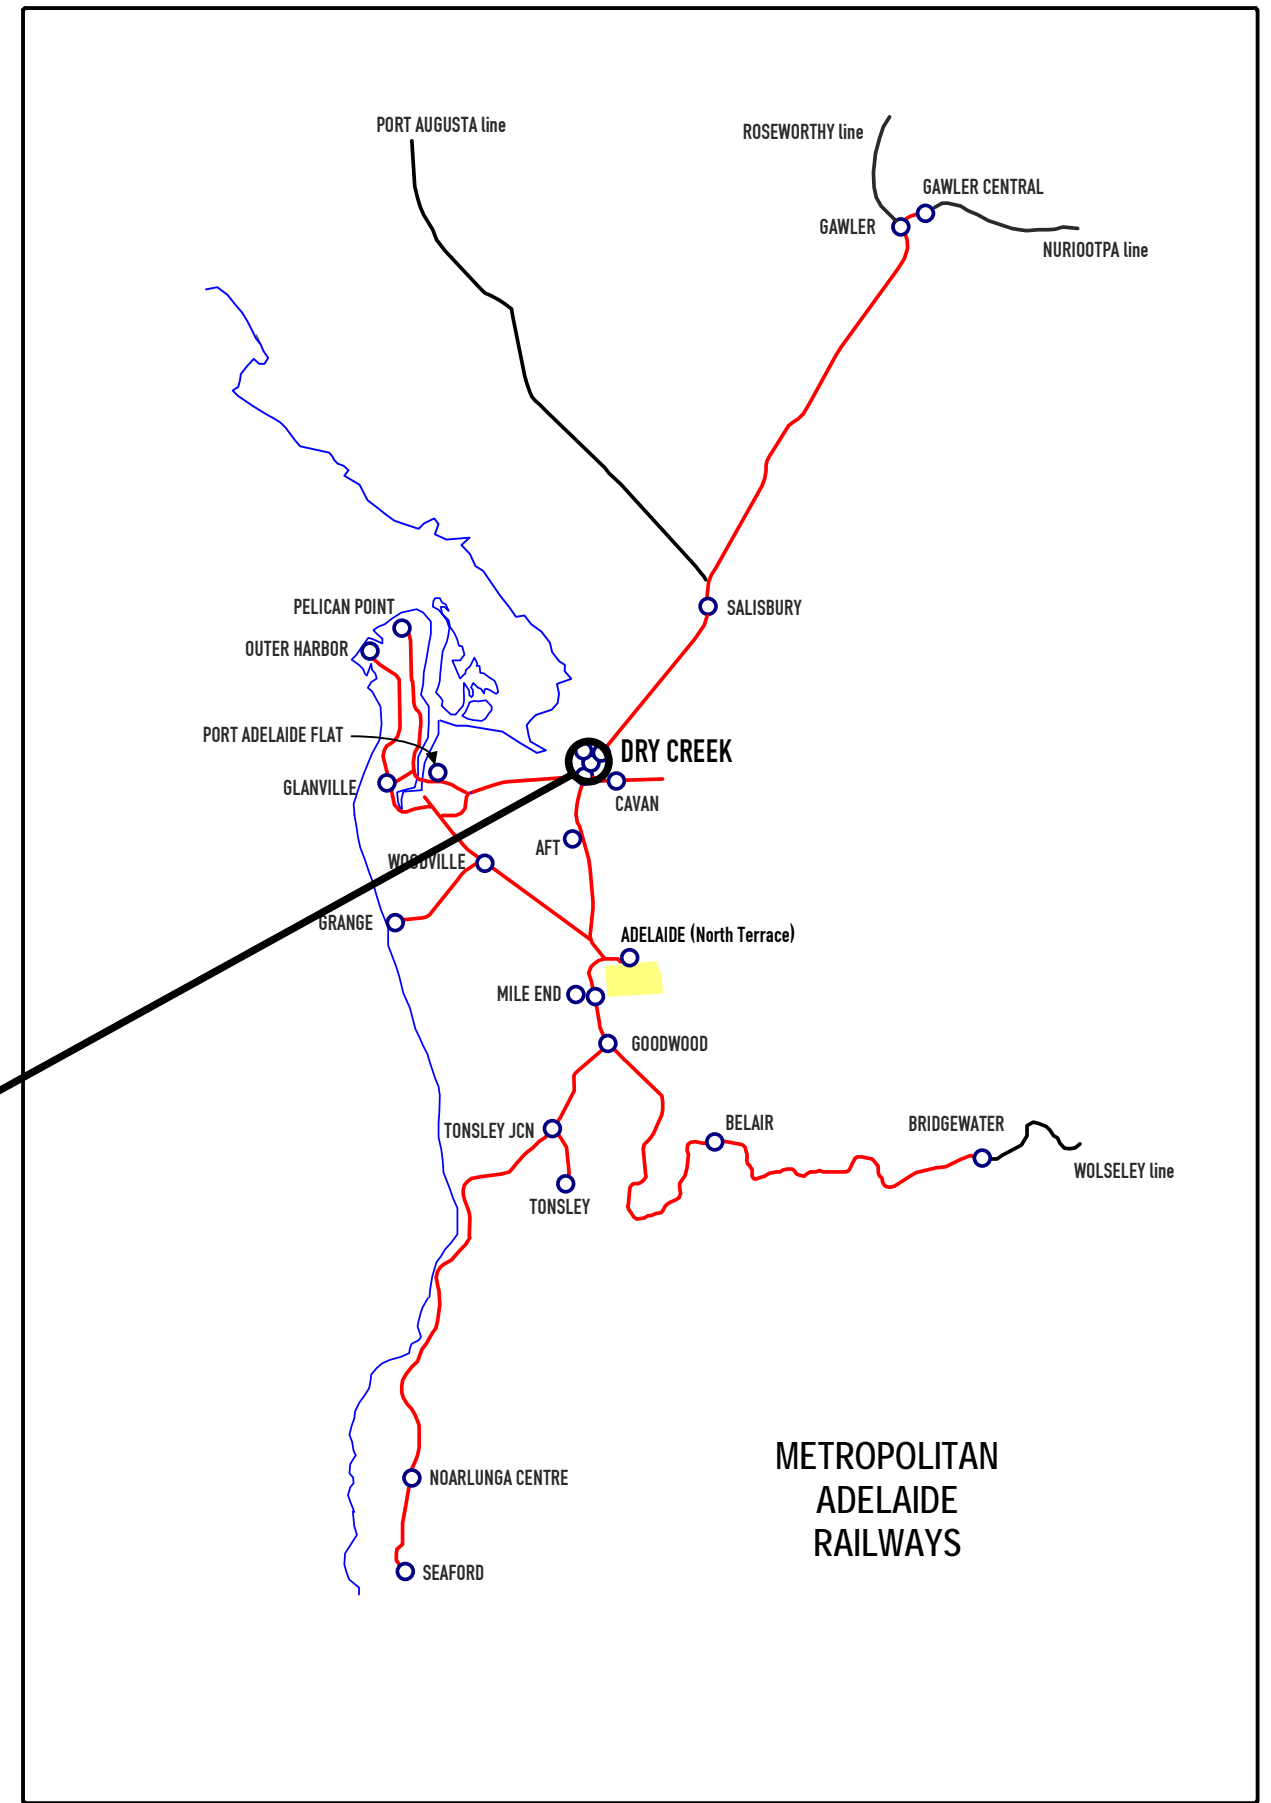 PORT AUGUSTA line
ROSEWORTHY line
GAWLER CENTRAL
GAWLER
NURIOOTPA line
PELICAN POINT
SALISBURY
OUTER HARBOR
PORT ADELAIDE FLAT
DRY CREEK
GLANVILLE
CAVAN
AFT
WOODVILLE
GRANGE
ADELAIDE (North Terrace)
MILE END
GOODWOOD
TONSLEY JCN
BELAIR
BRIDGEWATER
WOLSELEY line
TONSLEY
METROPOLITAN
ADELAIDE
RAILWAYS
NOARLUNGA CENTRE
SEAFORD